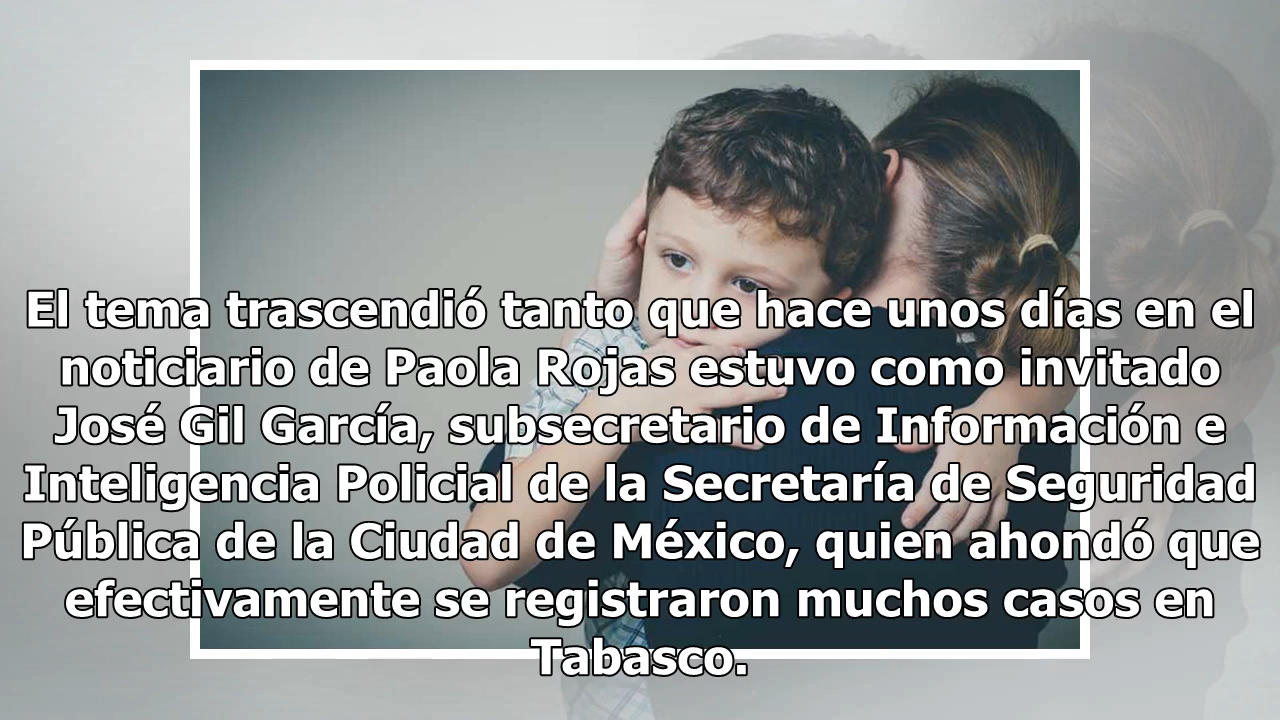 El tema trascendió tanto que hace unos días en el
noticiario de Paola Rojas estuvo como invitado
José Gil García, subsecretario de Información e
Inteligencia Policial de la Secretaría de Seguridad
Pública de la Ciudad de México, quien ahondó que
efectivamente se registraron muchos casos en
Tabasco.